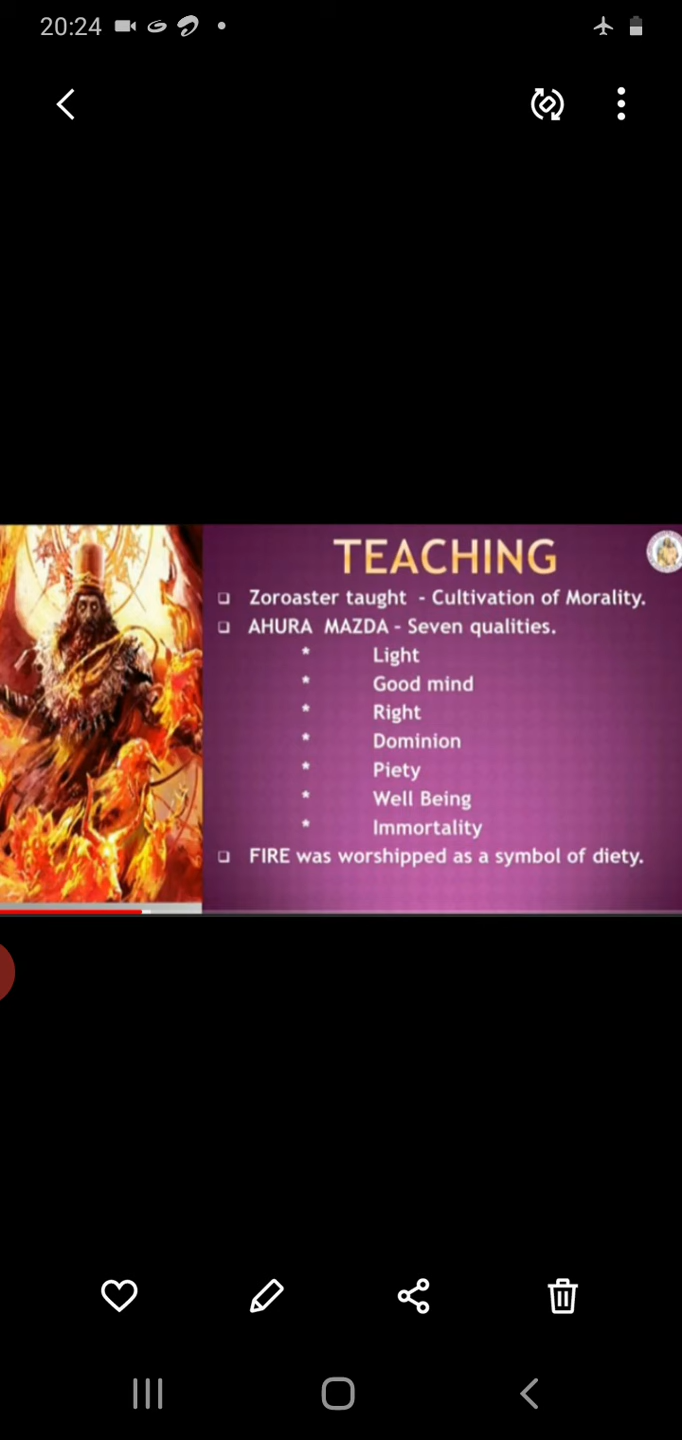 20:24
TEACHING
❑ Zoroaster taught - Cultivation of Morality.
❑ AHURA MAZDA - Seven qualities.
* Light
* Good mind
* Right
* Dominion
* Piety
* Well Being
* Immortality
❑ FIRE was worshipped as a symbol of diety.